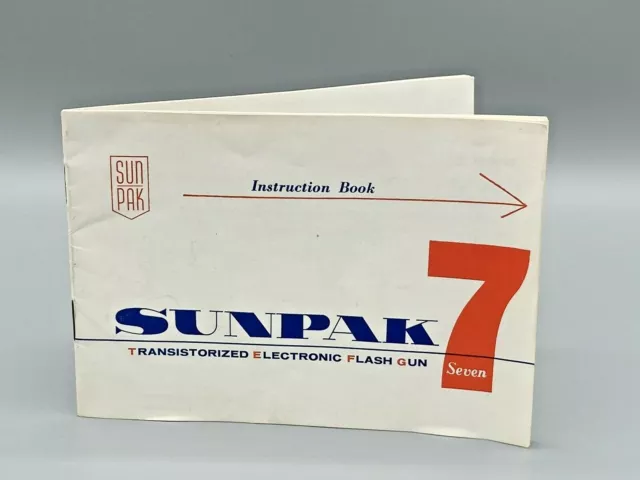 SUN
PAK
Instruction Book
7
SUNPAK
TRANSISTORIZED ELECTRONIC FLASH GUN
Seven